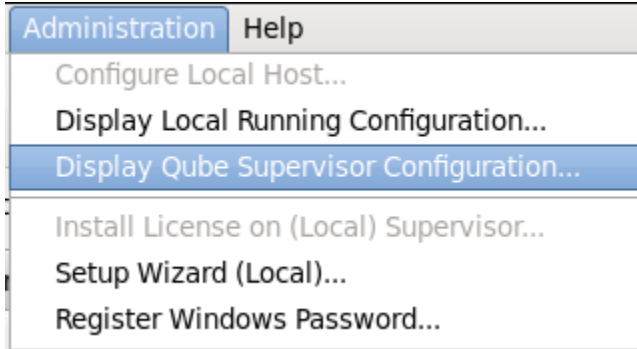 Administration Help
Configure Local Host...
Display Local Running Configuration...
Display Qube Supervisor Configuration...
Install License on (Local) Supervisor...
Setup Wizard (Local)...
Register Windows Password...